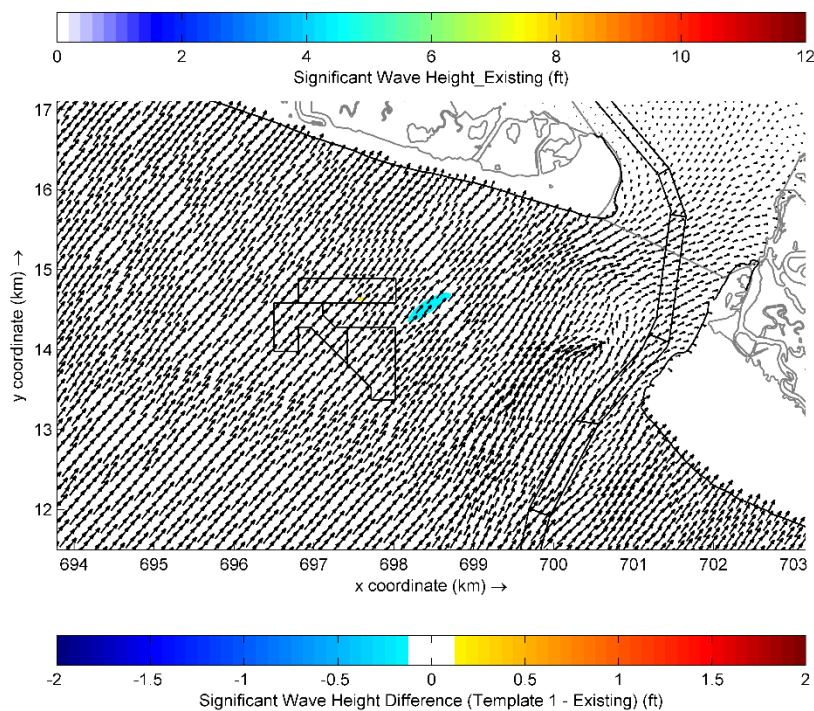 0 2 4 6 8 10 12
Significant Wave Height_Existing (ft)
17
16
15
14
13
12
y coordinate (km) →
694 695 696 697 698 699 700 701 702 703
x coordinate (km) →
-2 -1.5 -1 -0.5 0 0.5 1 1.5 2
Significant Wave Height Difference (Template 1 - Existing) (ft)